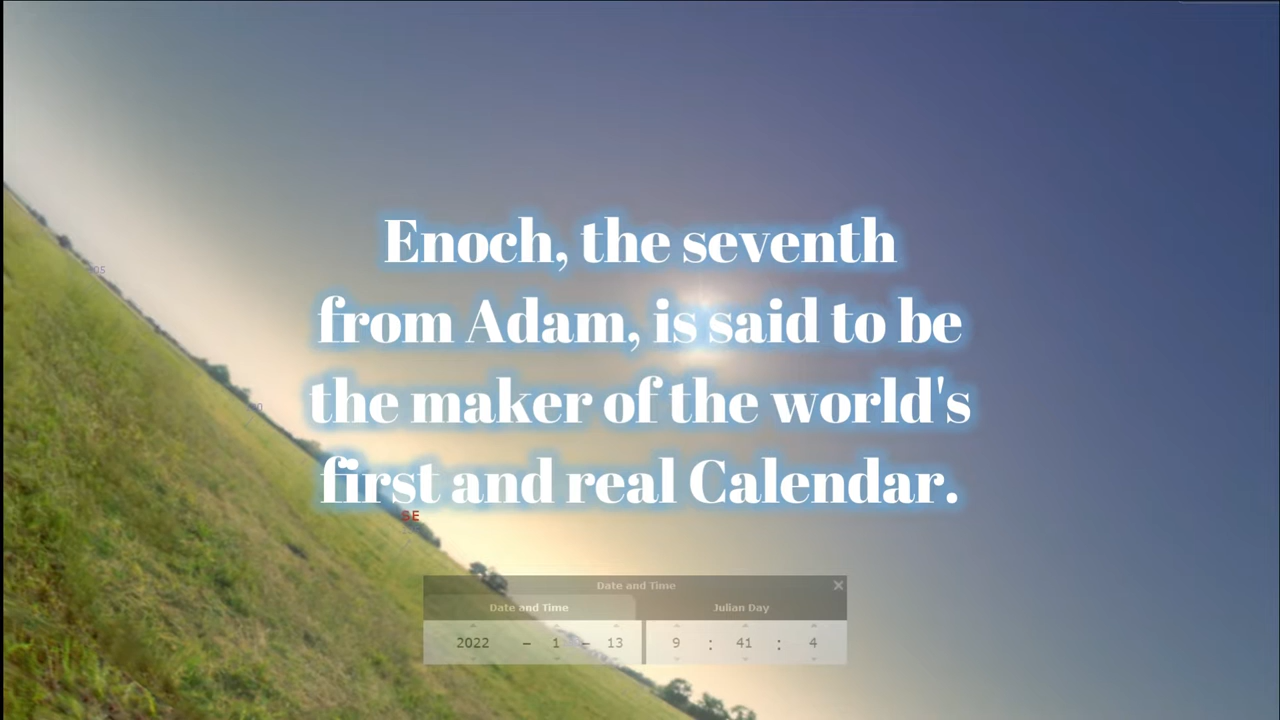 Enoch, the seventh
from Adam, is said to be
the maker of the world's
first and real Calendar.
SE
Date and Time
Date and Time Julian Day
2022 – 1 – 13 9 : 41 : 4